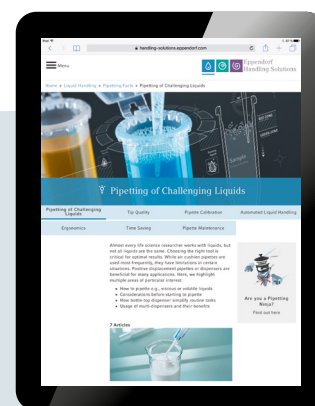 iPad
97 %
handling-solutions.eppendorf.com
Menu
Eppendorf
Handling Solutions
Home » Liquid Handling » Pipetting Facts » Pipetting of Challenging Liquids
Sample
Pipetting of Challenging Liquids
Pipetting of Challenging
Liquids
Tip Quality
Pipette Calibration
Automated Liquid Handling
Ergonomics
Time Saving
Pipette Maintenance
Almost every life science researcher works with liquids, but
not all liquids are the same. Choosing the right tool is
critical for optimal results. While air cushion pipettes are
used most frequently, they have limitations in certain
situations. Positive displacement pipettes or dispensers are
beneficial for many applications. Here, we highlight
multiple areas of particular interest:
• How to pipette e.g., viscous or volatile liquids
• Considerations before starting to pipette
• How bottle-top dispenser simplify routine tasks
• Usage of multi-dispensers and their benefits
Are you a Pipetting
Ninja?
Find out here
7 Articles